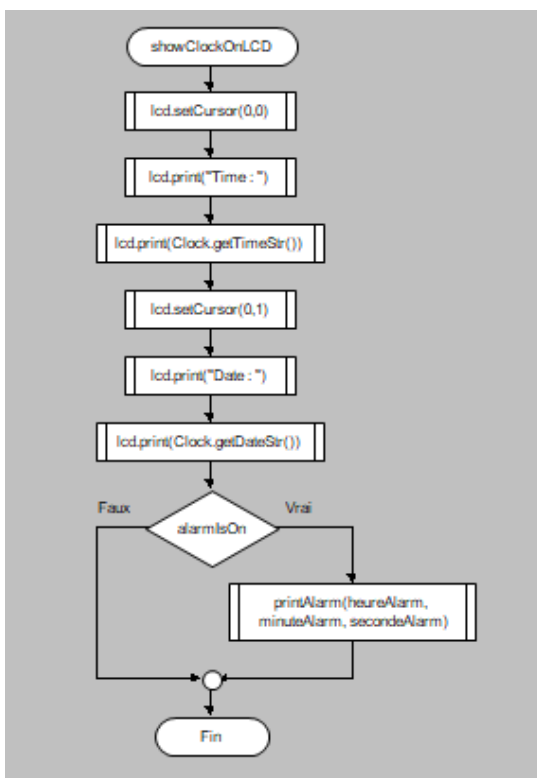 showClockOnLCD
lcd.setCursor(0,0)
lcd.print("Time : ")
lcd.print(Clock.getTimeStr())
lcd.setCursor(0,1)
lcd.print("Date : ")
lcd.print(Clock.getDateStr())
Faux
Vrai
alarmIsOn
printAlarm(heureAlarm,
minuteAlarm, secondeAlarm)
Fin